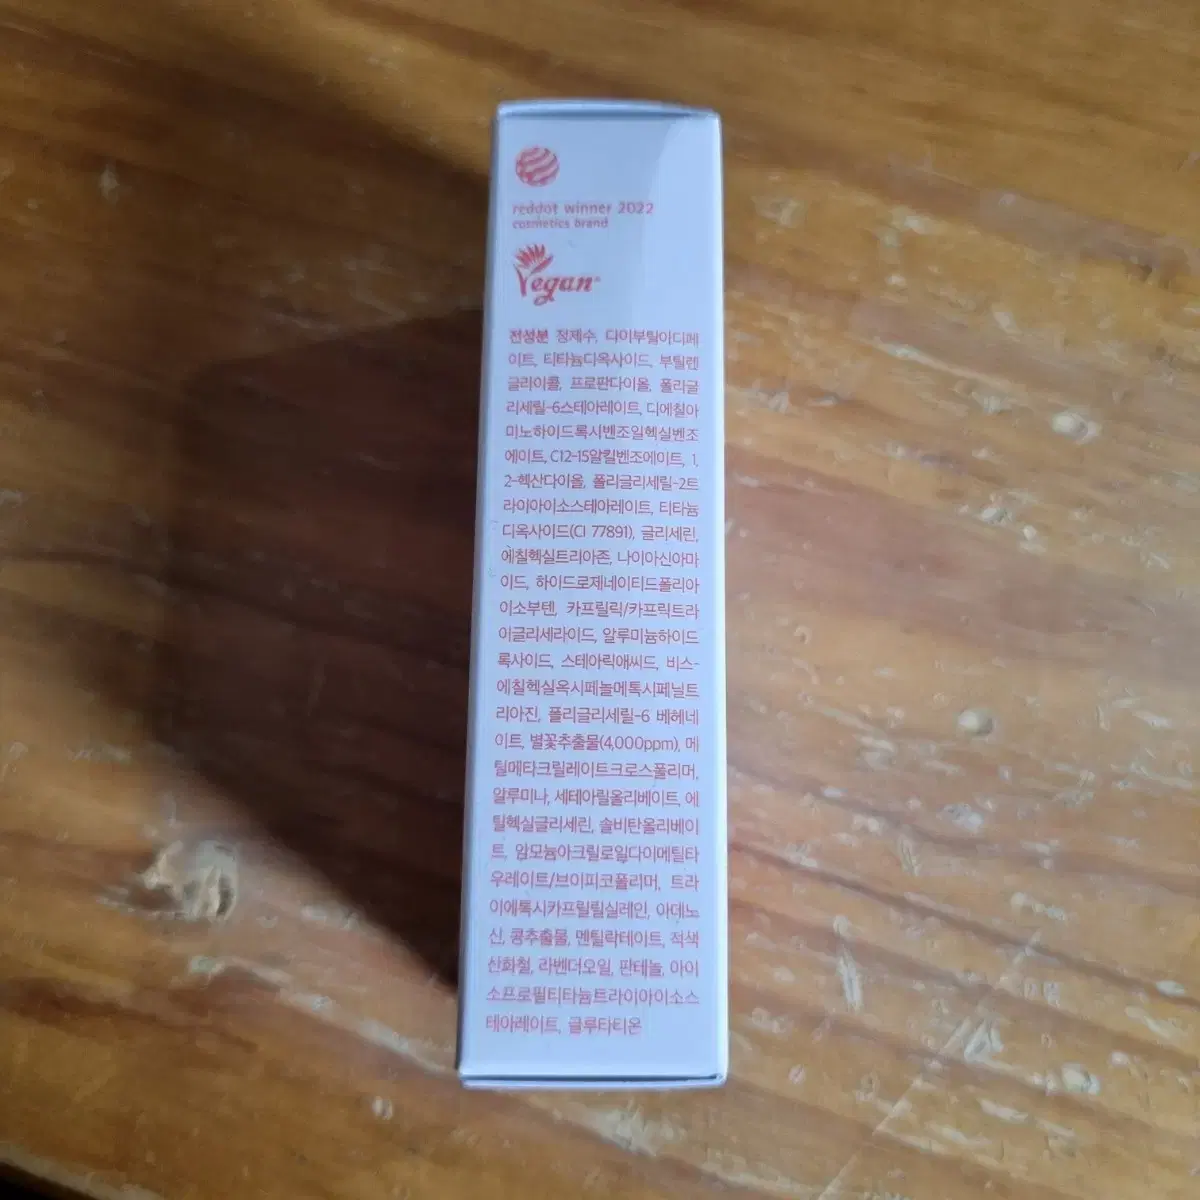 reddot winner 2022
cosmetics brand
Vegan
전성분 정제수, 다이부틸아디페
이트, 티타늄디옥사이드, 부틸렌
글라이콜, 프로판다이올, 폴리글
리세릴-6스테아레이트, 디에칠아
미노하이드록시벤조일헥실벤조
에이트, C12-15알킬벤조에이트, 1,
2-헥산다이올, 폴리글리세릴-2트
라이아이소스테아레이트, 티타늄
디옥사이드(CI 77891), 글리세린,
에칠헥실트리아존, 나이아신아마
이드, 하이드로제네이티드폴리아
이소부텐, 카프릴릭/카프릭트라
이글리세라이드, 알루미늄하이드
록사이드, 스테아릭애씨드, 비스-
에칠헥실옥시페놀메톡시페닐트
리아진, 폴리글리세릴-6 베헤네
이트, 별꽃추출물(4,000ppm), 메
틸메타크릴레이트크로스폴리머,
알루미나, 세테아릴올리베이트, 에
틸헥실글리세린, 솔비탄올리베이
트, 암모늄아크릴로일다이메틸타
우레이트/브이피코폴리머, 트라
이에톡시카프릴릴실레인, 아데노
신, 콩추출물, 멘틸락테이트, 적색
산화철, 라벤더오일, 판테놀, 아이
소프로필티타늄트라이아이소스
테아레이트, 글루타티온